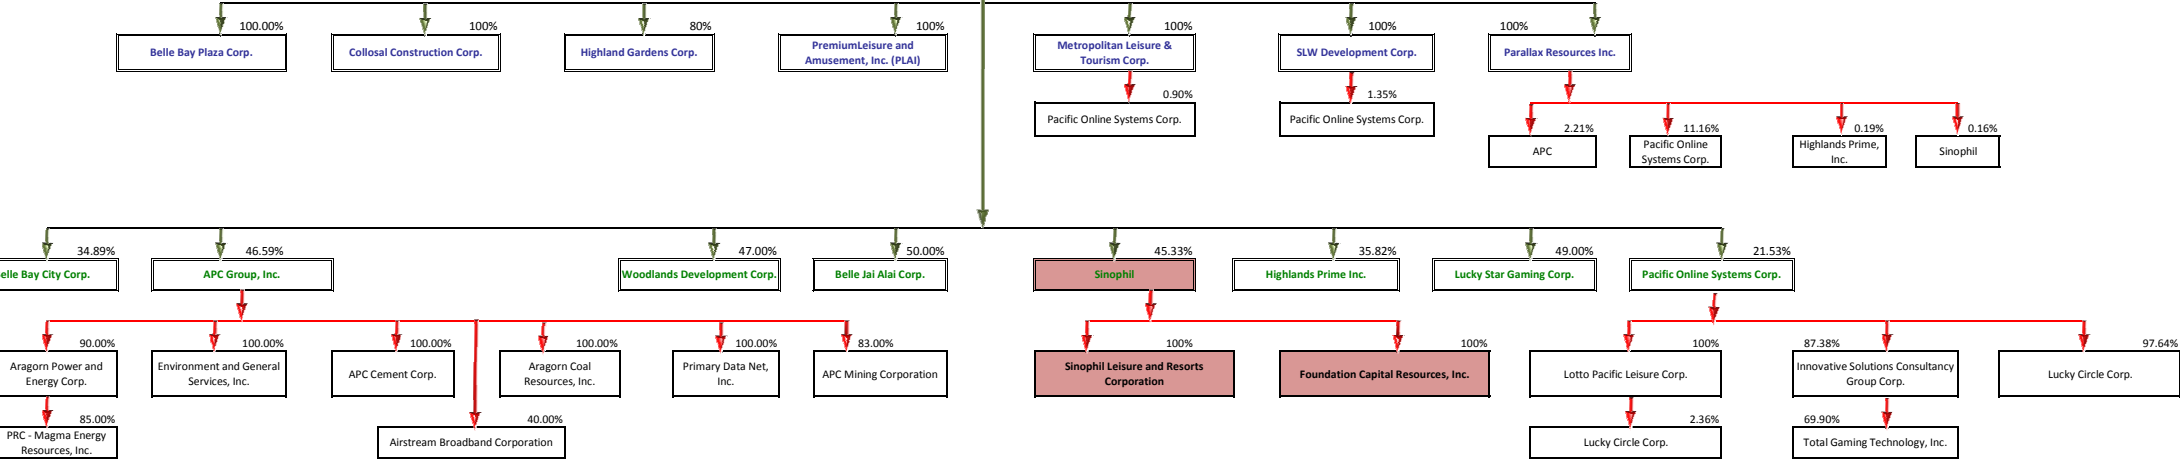 100.00%
100%
80%
100%
100%
100%
100%
Belle Bay Plaza Corp.
Collosal Construction Corp.
Highland Gardens Corp.
PremiumLeisure and
Amusement, Inc. (PLAI)
Metropolitan Leisure &
Tourism Corp.
SLW Development Corp.
Parallax Resources Inc.
0.90%
1.35%
Pacific Online Systems Corp.
Pacific Online Systems Corp.
2.21%
11.16%
0.19%
0.16%
APC
Pacific Online
Systems Corp.
Highlands Prime,
Inc.
Sinophil
34.89%
46.59%
47.00%
50.00%
45.33%
35.82%
49.00%
21.53%
elle Bay City Corp.
APC Group, Inc.
Woodlands Development Corp.
Belle Jai Alai Corp.
Sinophil
Highlands Prime Inc.
Lucky Star Gaming Corp.
Pacific Online Systems Corp.
90.00%
100.00%
100.00%
100.00%
100.00%
83.00%
100%
100%
100%
87.38%
97.64%
Aragorn Power and
Energy Corp.
Environment and General
Services, Inc.
APC Cement Corp.
Aragorn Coal
Resources, Inc.
Primary Data Net,
Inc.
APC Mining Corporation
Sinophil Leisure and Resorts
Corporation
Foundation Capital Resources, Inc.
Lotto Pacific Leisure Corp.
Innovative Solutions Consultancy
Group Corp.
Lucky Circle Corp.
85.00%
40.00%
2.36%
69.90%
PRC - Magma Energy
Resources, Inc.
Airstream Broadband Corporation
Lucky Circle Corp.
Total Gaming Technology, Inc.